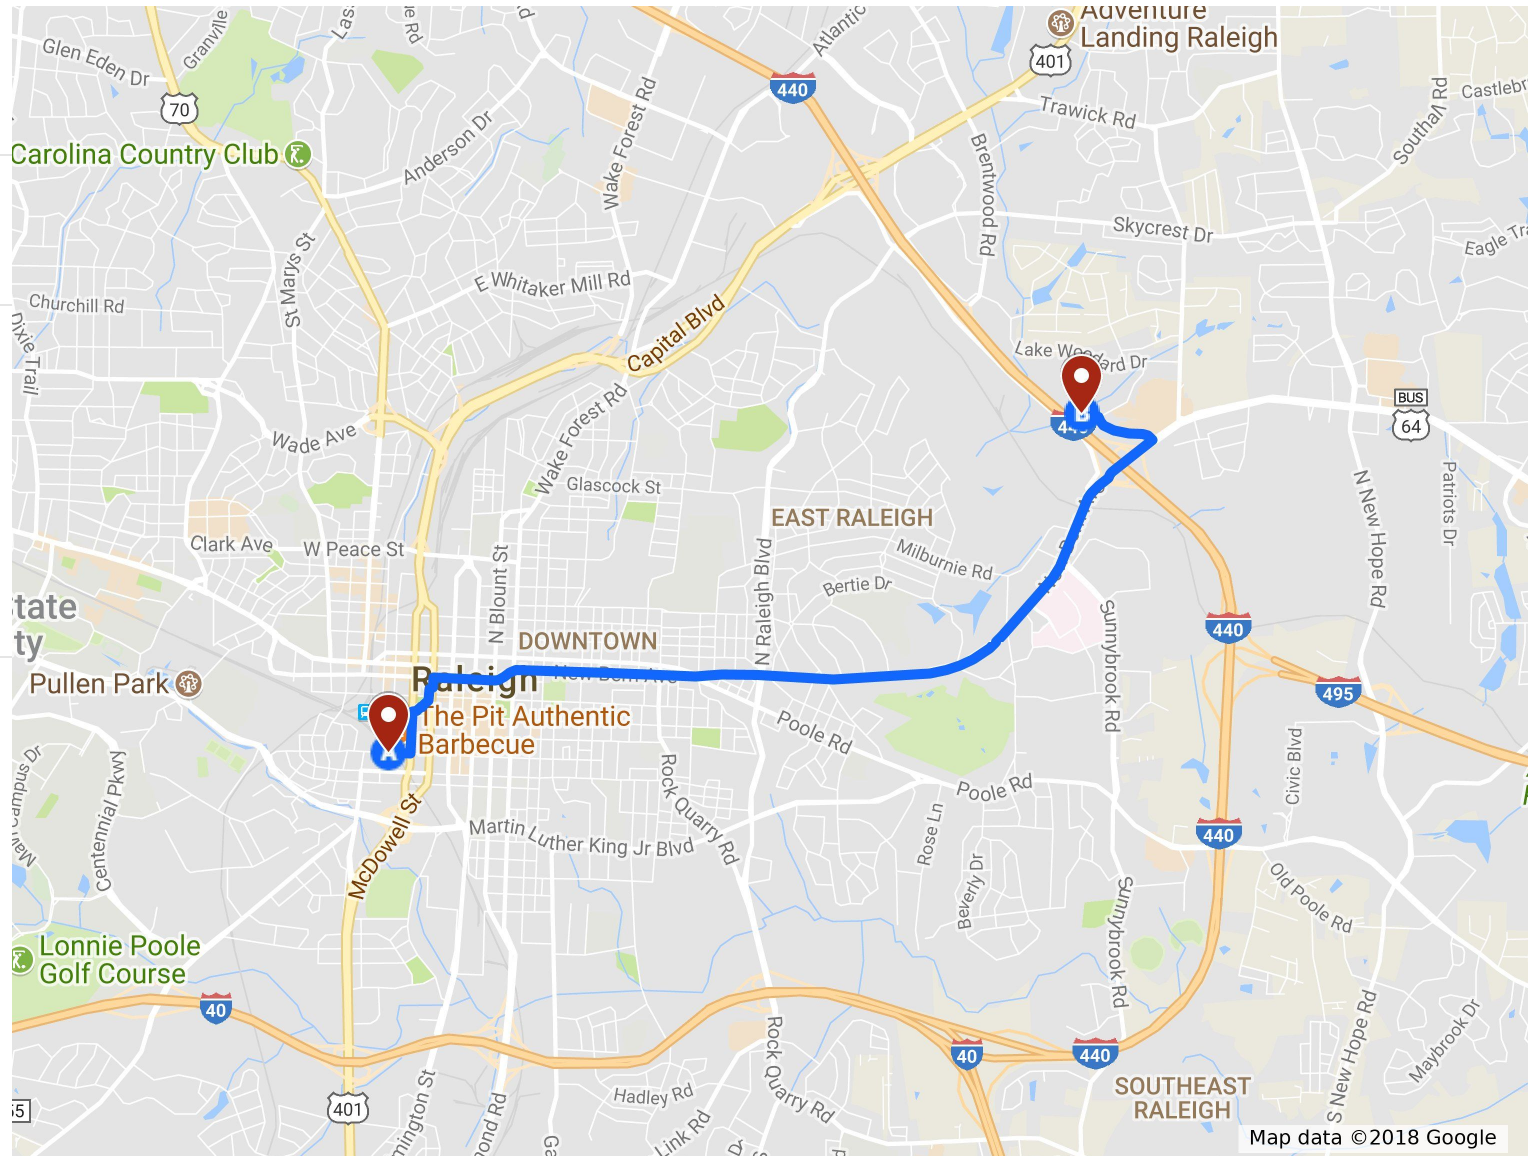 Adventure
Landing Raleigh
Atlantic
Granville
Glen Eden Dr
401
440
70
Trawick Rd
Southall Rd
Carolina Country Club
Anderson Dr
Wake Forest Rd
Brentwood Rd
Skycrest Dr
St Marys St
E Whitaker Mill Rd
Churchill Rd
Dixie Trail
Capital Blvd
Lake Woodard Dr
BUS
64
Wade Ave
Wake Forest Rd
Glascock St
EAST RALEIGH
Patriots Dr
N New Hope Rd
Clark Ave
W Peace St
N Blount St
N Raleigh Blvd
Milburnie Rd
Bertie Dr
Sunnybrook Rd
440
DOWNTOWN
Raleigh
New Bern Ave
Pullen Park
495
The Pit Authentic
Barbecue
A
B
Poole Rd
Poole Rd
Centennial Pkwy
Rock Quarry Rd
Rose Ln
Civic Blvd
McDowell St
Martin Luther King Jr Blvd
440
Beverly Dr
Old Poole Rd
Sunnybrook Rd
Lonnie Poole
Golf Course
40
Rock Quarry Rd
40
440
S New Hope Rd
Maybrook Dr
SOUTHEAST
RALEIGH
Hadley Rd
Link Rd
401
Map data ©2018 Google